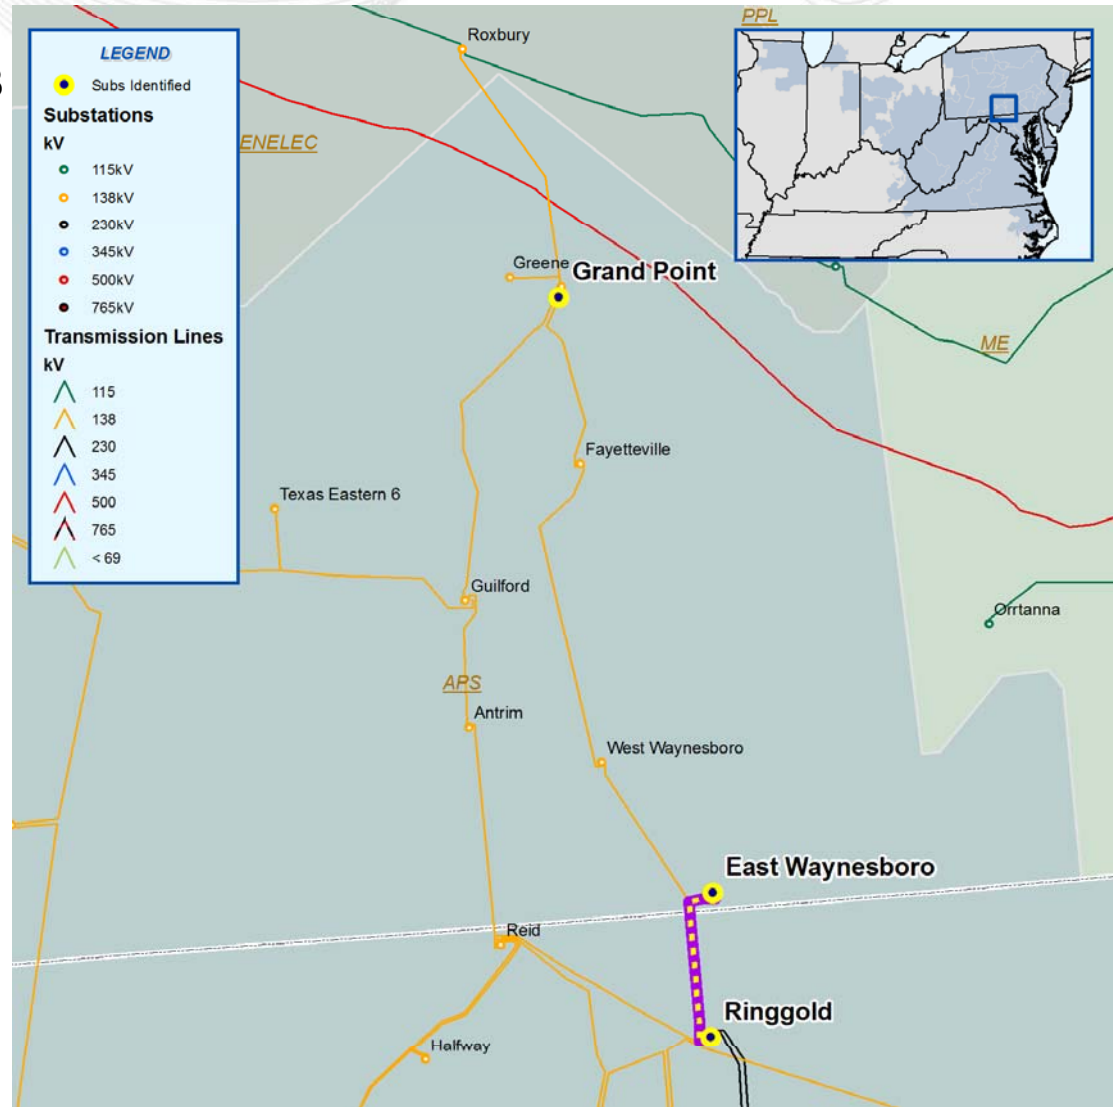 PPL
Roxbury
LEGEND
Subs Identified
Substations
kV
115kV
138kV
230kV
345kV
500kV
765kV
Transmission Lines
kV
115
138
230
345
500
765
< 69
ENELEC
Greene
Grand Point
ME
Fayetteville
Texas Eastern 6
Guilford
Orrtanna
APS
Antrim
West Waynesboro
East Waynesboro
Reid
Ringgold
Halfway